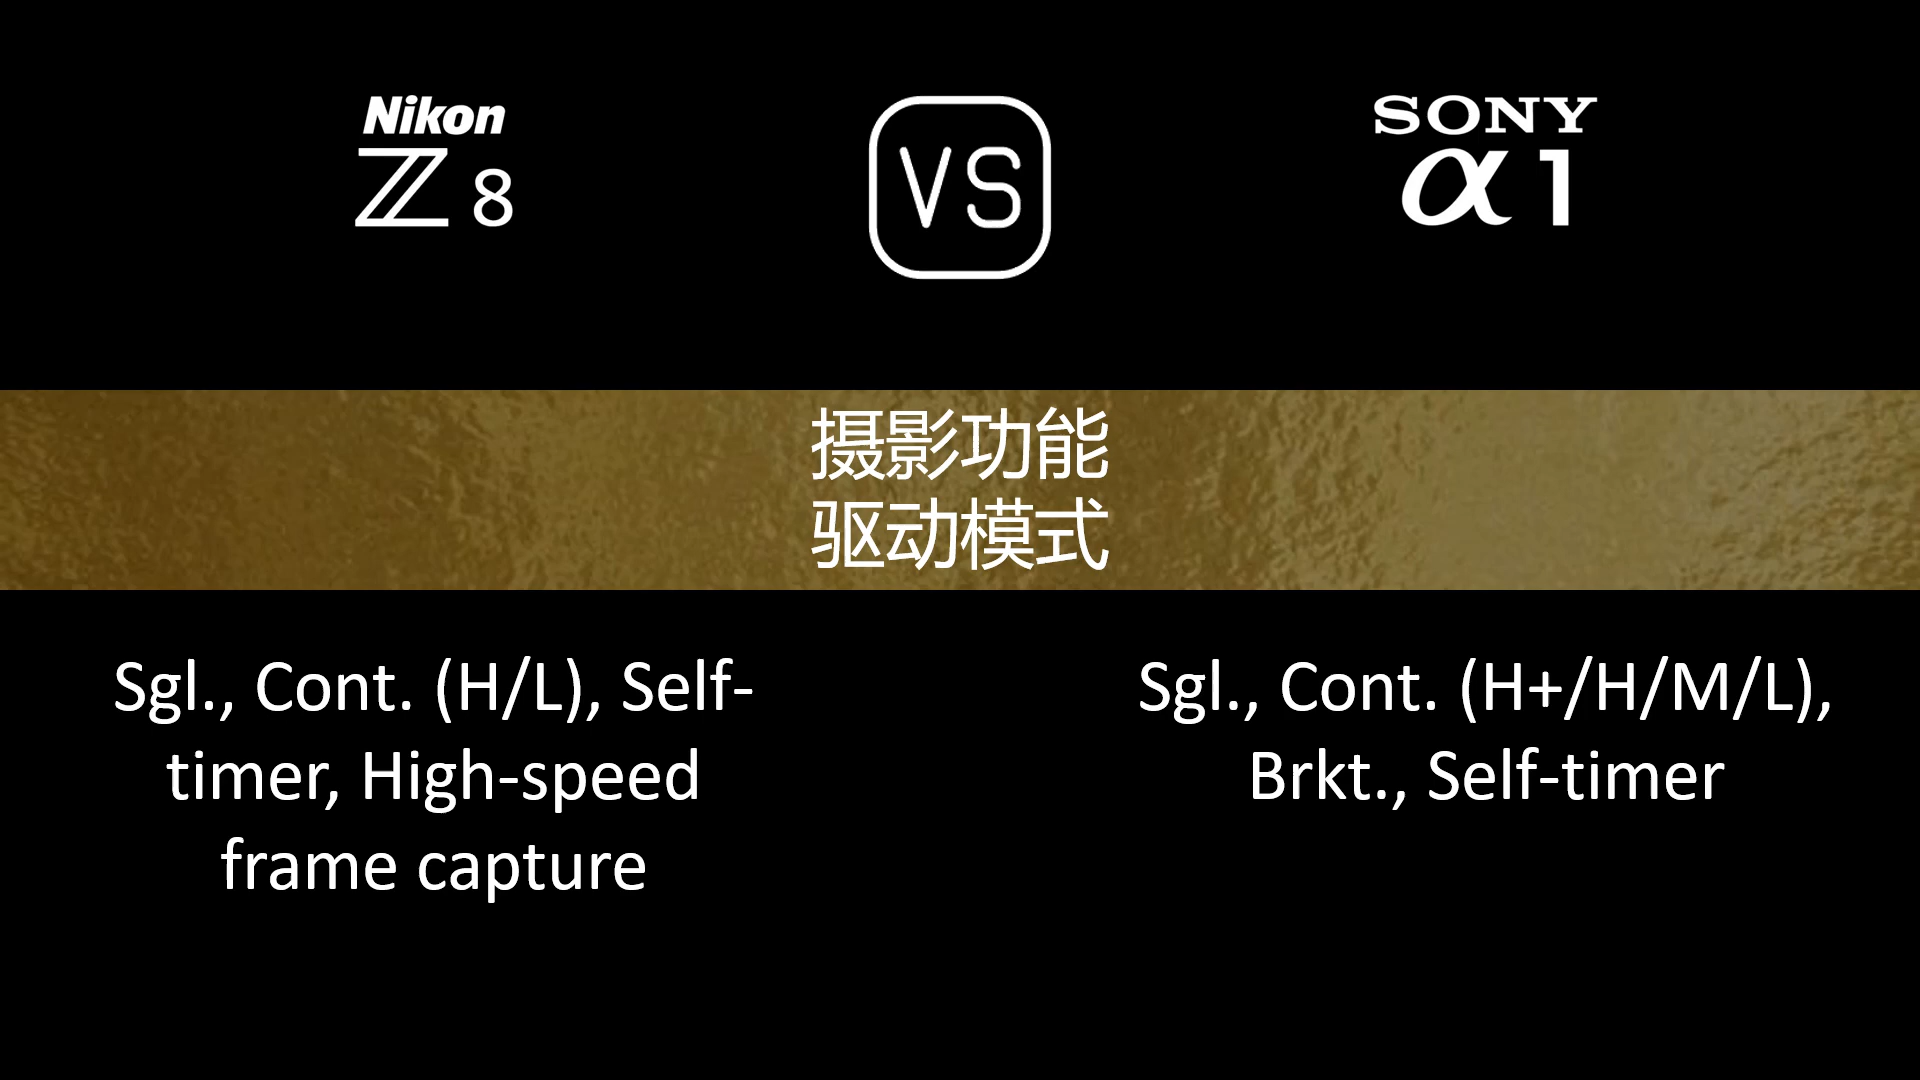 Nikon
Z 8
VS
SONY
α1
摄影功能
驱动模式
Sgl., Cont. (H/L), Self-
timer, High-speed
frame capture
Sgl., Cont. (H+/H/M/L),
Brkt., Self-timer